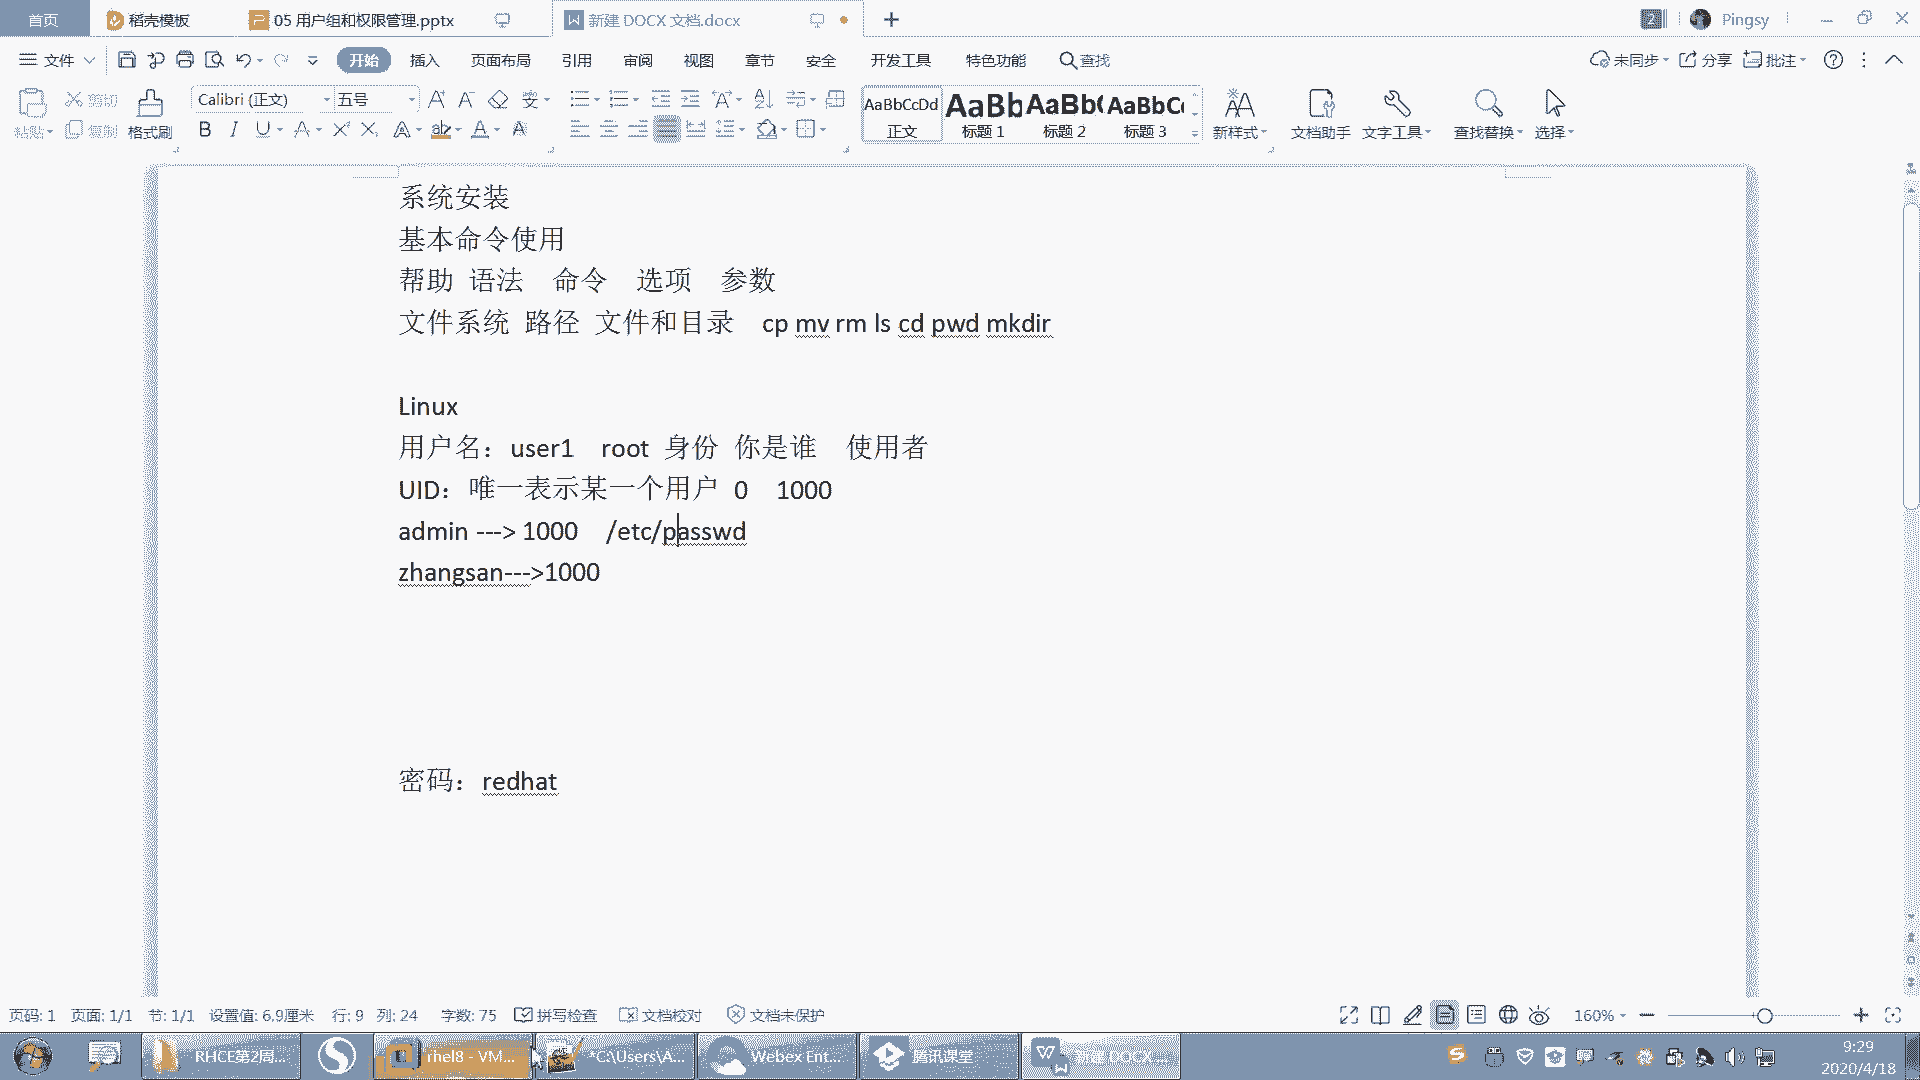 首页 稻壳模板 05 用户组和权限管理.pptx 新建 DOCX 文档.docx 2 Pingsy
文件 开始 插入 页面布局 引用 审阅 视图 章节 安全 开发工具 特色功能 查找 未同步 分享 批注
粘贴 剪切 复制 格式刷 Calibri (正文) 五号 AaBbCcDd 正文 AaBb 标题 1 AaBb( 标题 2 AaBbC 标题 3 新样式 文档助手 文字工具 查找替换 选择
系统安装
基本命令使用
帮助 语法 命令 选项 参数
文件系统 路径 文件和目录 cp mv rm ls cd pwd mkdir
Linux
用户名：user1 root 身份 你是谁 使用者
UID：唯一表示某一个用户 0 1000
admin ---> 1000 /etc/passwd
zhangsan--->1000
密码：redhat
页码: 1 页面: 1/1 节: 1/1 设置值: 6.9厘米 行: 9 列: 24 字数: 75 拼写检查 文档校对 文档未保护 160%
RHCE第2周... rhel8 - VM... *C:\Users\A... Webex Ent... 腾讯课堂 新建 DOCX ... 9:29
2020/4/18